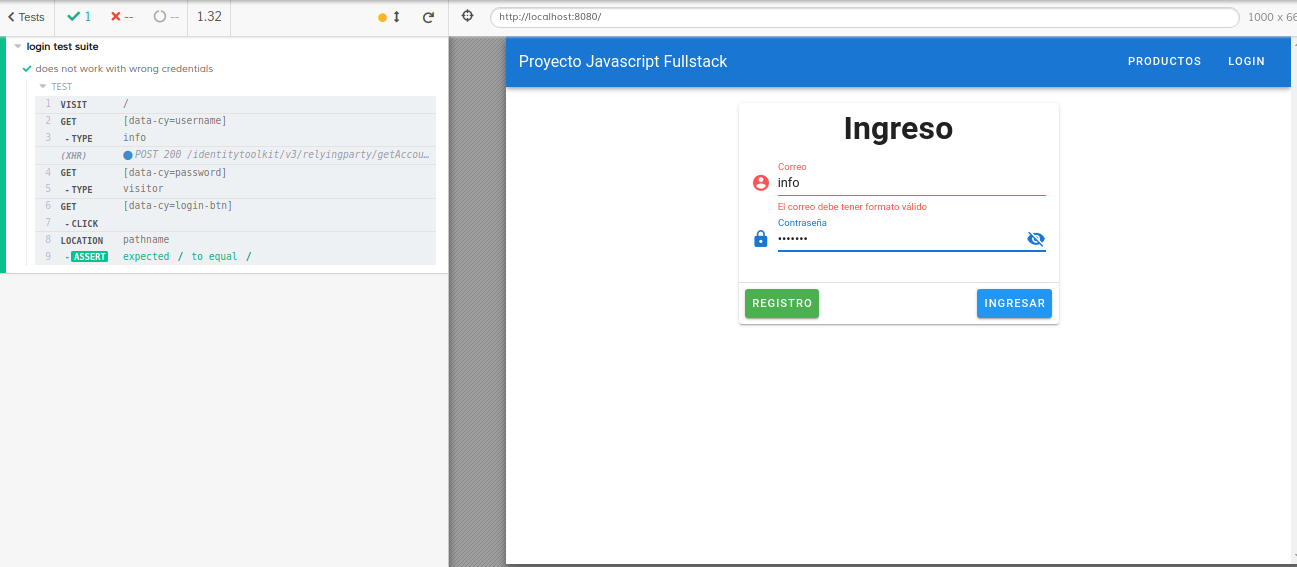 Tests 1 -- -- 1.32
http://localhost:8080/ 1000 x 66
login test suite
does not work with wrong credentials
TEST
1 VISIT /
2 GET [data-cy=username]
3 - TYPE info
(XHR) POST 200 /identitytoolkit/v3/relyingparty/getAccou…
4 GET [data-cy=password]
5 - TYPE visitor
6 GET [data-cy=login-btn]
7 - CLICK
8 LOCATION pathname
9 - ASSERT expected / to equal /
Proyecto Javascript Fullstack PRODUCTOS LOGIN
Ingreso
Correo
info
El correo debe tener formato válido
Contraseña
•••••••
REGISTRO INGRESAR